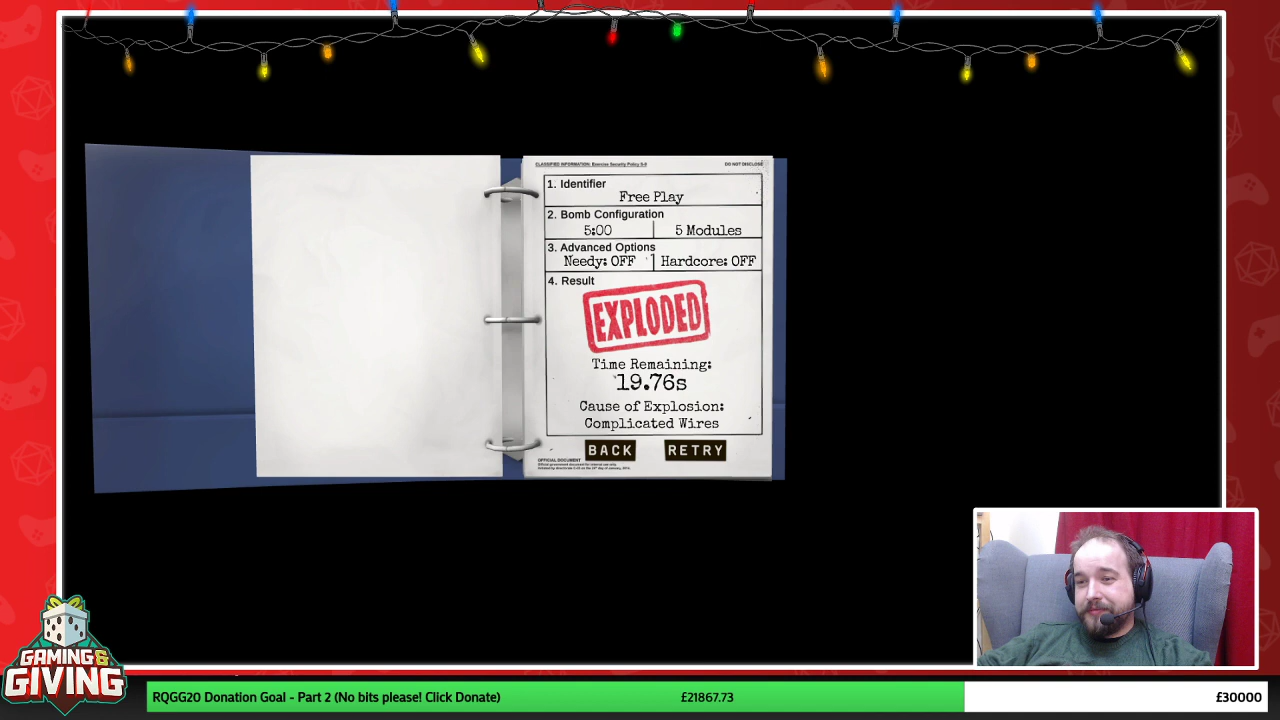 CLASSIFIED INFORMATION: Exercise Security Policy 5-9
DO NOT DISCLOSE
1. Identifier
Free Play
2. Bomb Configuration
5:00
5 Modules
3. Advanced Options
Needy: OFF
Hardcore: OFF
4. Result
EXPLODED
Time Remaining:
19.76s
Cause of Explosion:
Complicated Wires
BACK
RETRY
OFFICIAL DOCUMENT
GAMING &
GIVING
RQGG20 Donation Goal - Part 2 (No bits please! Click Donate)
£21867.73
£30000